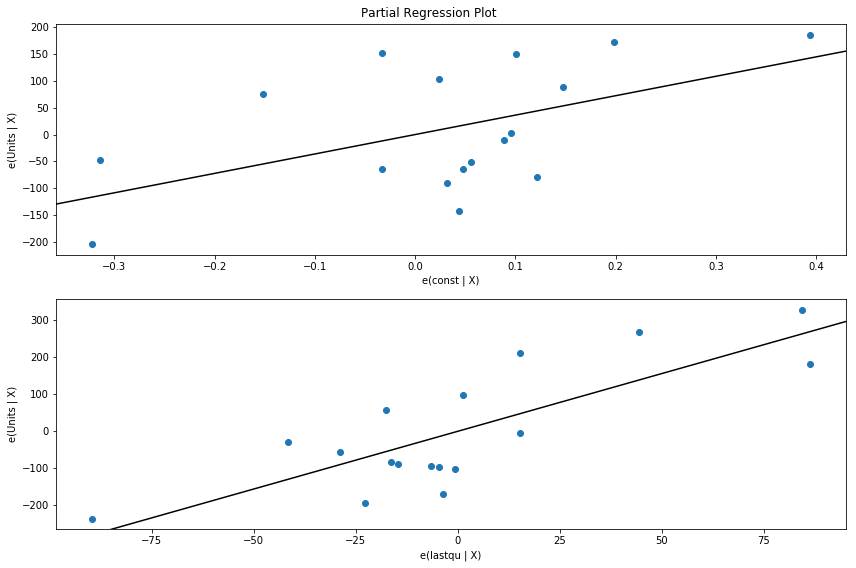 Partial Regression Plot
200
150
100
50
0
−50
−100
−150
−200
e(Units | X)
−0.3 −0.2 −0.1 0.0 0.1 0.2 0.3 0.4
e(const | X)
300
200
100
0
−100
−200
e(Units | X)
−75 −50 −25 0 25 50 75
e(lastqu | X)